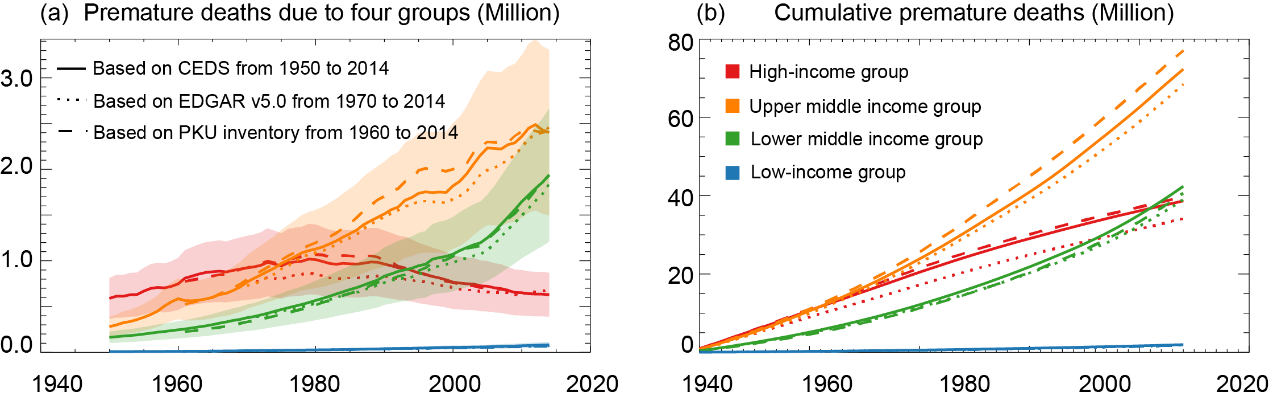 (a) Premature deaths due to four groups (Million)
3.0
2.0
1.0
0.0
Based on CEDS from 1950 to 2014
Based on EDGAR v5.0 from 1970 to 2014
Based on PKU inventory from 1960 to 2014
1940 1960 1980 2000 2020
(b) Cumulative premature deaths (Million)
80
60
40
20
0
High-income group
Upper middle income group
Lower middle income group
Low-income group
1940 1960 1980 2000 2020